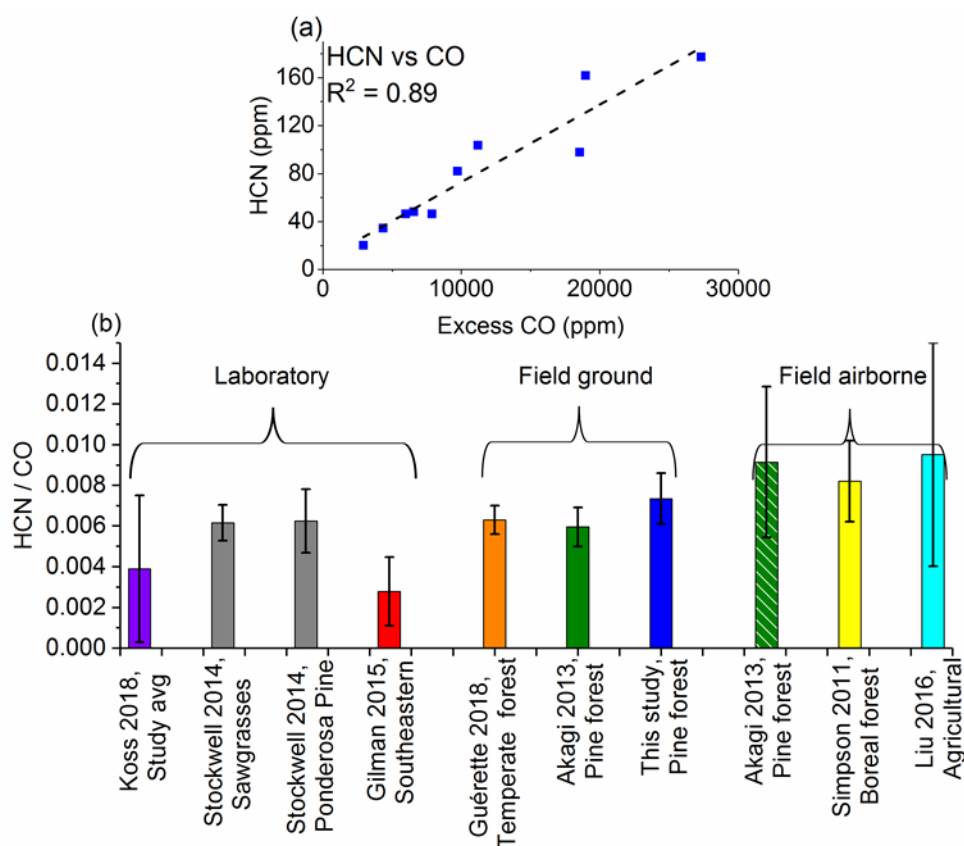 (a)
HCN vs CO
R² = 0.89
HCN (ppm)
160
120
80
40
0
0 10000 20000 30000
Excess CO (ppm)
(b)
HCN / CO
0.014
0.012
0.010
0.008
0.006
0.004
0.002
0.000
Laboratory
Field ground
Field airborne
Koss 2018,
Study avg
Stockwell 2014,
Sawgrasses
Stockwell 2014,
Ponderosa Pine
Gilman 2015,
Southeastern
Guérette 2018,
Temperate forest
Akagi 2013,
Pine forest
This study,
Pine forest
Akagi 2013,
Pine forest
Simpson 2011,
Boreal forest
Liu 2016,
Agricultural